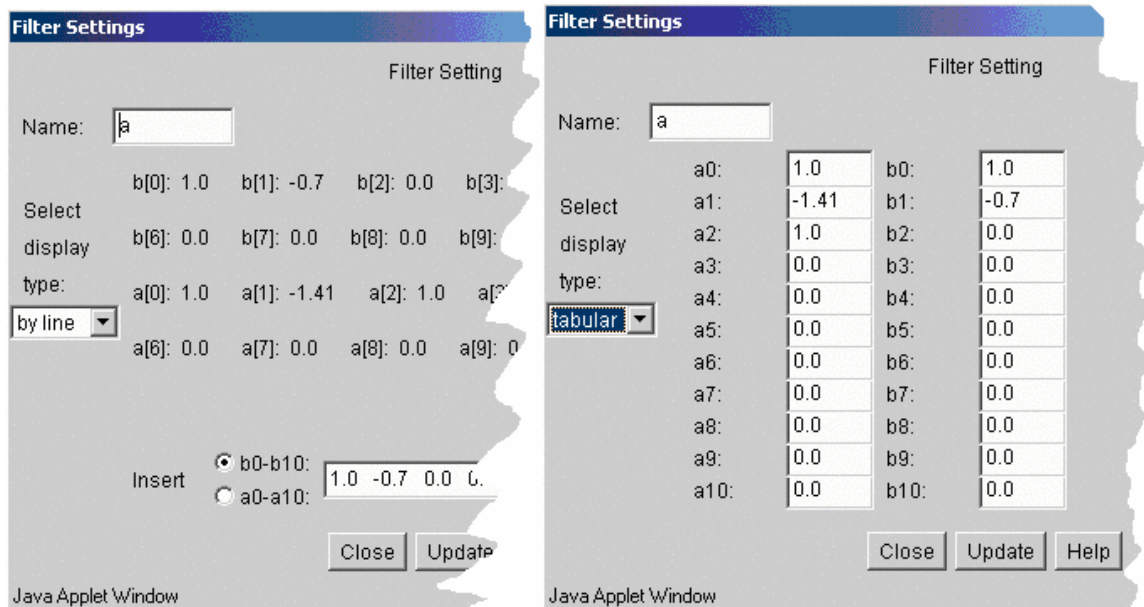 Filter Settings
Filter Setting
Name: a
b[0]: 1.0 b[1]: -0.7 b[2]: 0.0 b[3]:
Select
display
type:
b[6]: 0.0 b[7]: 0.0 b[8]: 0.0 b[9]:
a[0]: 1.0 a[1]: -1.41 a[2]: 1.0
by line
a[6]: 0.0 a[7]: 0.0 a[8]: 0.0 a[9]: 0
Insert
b0-b10:
a0-a10:
1.0 -0.7 0.0
Close Update
Java Applet Window
Filter Settings
Filter Setting
Name: a
Select
display
type:
tabular
a0: 1.0 b0: 1.0
a1: -1.41 b1: -0.7
a2: 1.0 b2: 0.0
a3: 0.0 b3: 0.0
a4: 0.0 b4: 0.0
a5: 0.0 b5: 0.0
a6: 0.0 b6: 0.0
a7: 0.0 b7: 0.0
a8: 0.0 b8: 0.0
a9: 0.0 b9: 0.0
a10: 0.0 b10: 0.0
Close Update Help
Java Applet Window